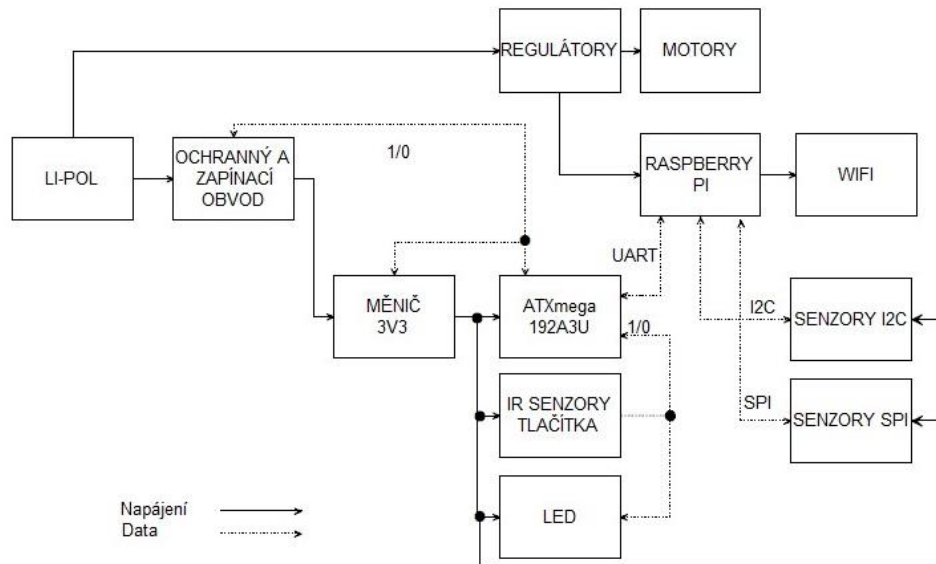 REGULÁTORY
MOTORY
LI-POL
OCHRANNÝ A
ZAPÍNACÍ
OBVOD
1/0
RASPBERRY
PI
WIFI
UART
MĚNIČ
3V3
ATXmega
192A3U
1/0
I2C
SENZORY I2C
IR SENZORY
TLAČÍTKA
SPI
SENZORY SPI
LED
Napájení
Data